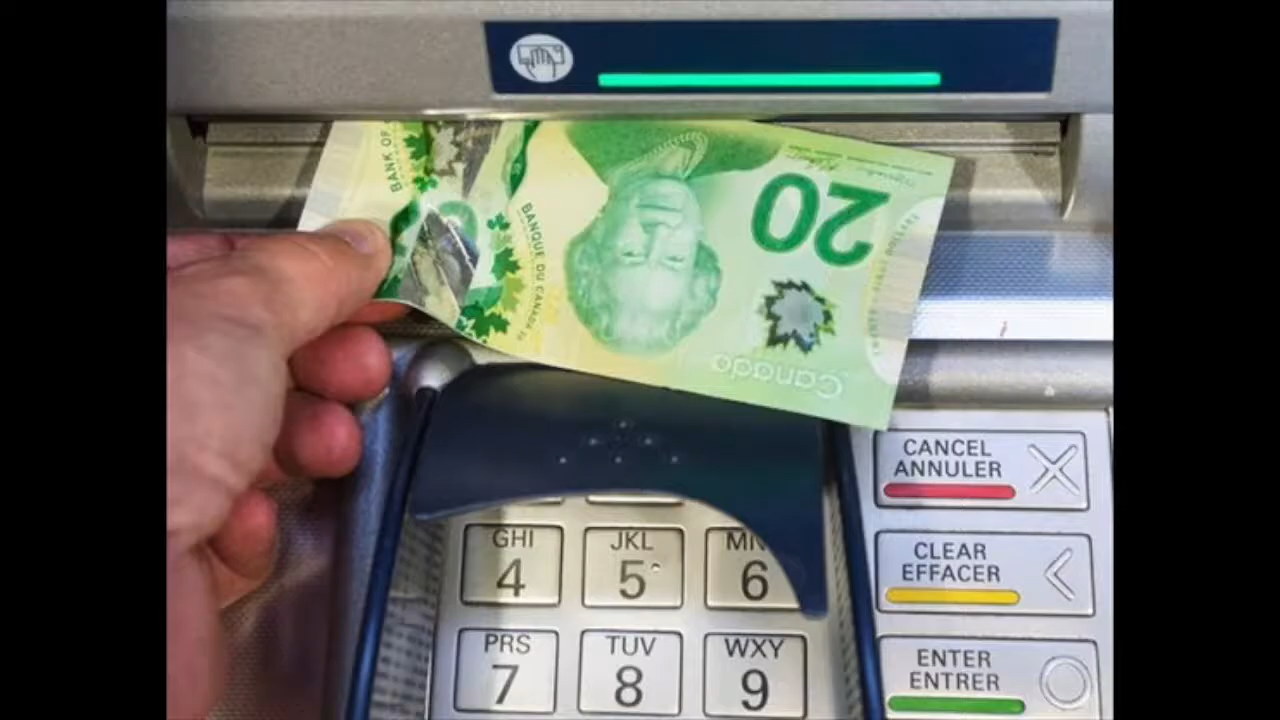 BANK OF
BANQUE DU CANADA
20
Canada
CANCEL
ANNULER
GHI
4
JKL
5
MN
6
CLEAR
EFFACER
PRS
7
TUV
8
WXY
9
ENTER
ENTRER